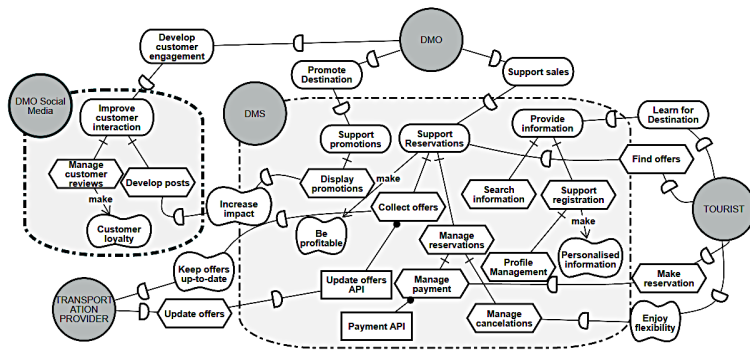 Develop
customer
engagement
DMO
Promote
Destination
Support sales
DMO Social
Media
Improve
customer
interaction
DMS
Support
promotions
Support
Reservations
Provide
information
Learn for
Destination
Manage
customer
reviews
Develop posts
Display
promotions
make
Find offers
Search
information
Support
registration
make
Customer
loyalty
Increase
impact
Collect offers
Be
profitable
Manage
reservations
make
TOURIST
Keep offers
up-to-date
Profile
Management
Personalised
information
TRANSPORT
ATION
PROVIDER
Update offers
Update offers
API
Manage
payment
Make
reservation
Payment API
Manage
cancelations
Enjoy
flexibility